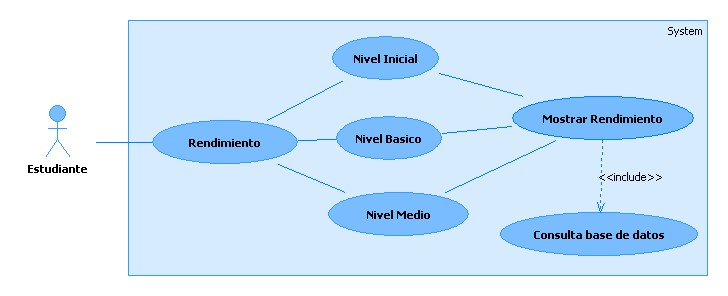 System
Nivel Inicial
Mostrar Rendimiento
Rendimiento
Nivel Basico
Estudiante
<<include>>
Nivel Medio
Consulta base de datos